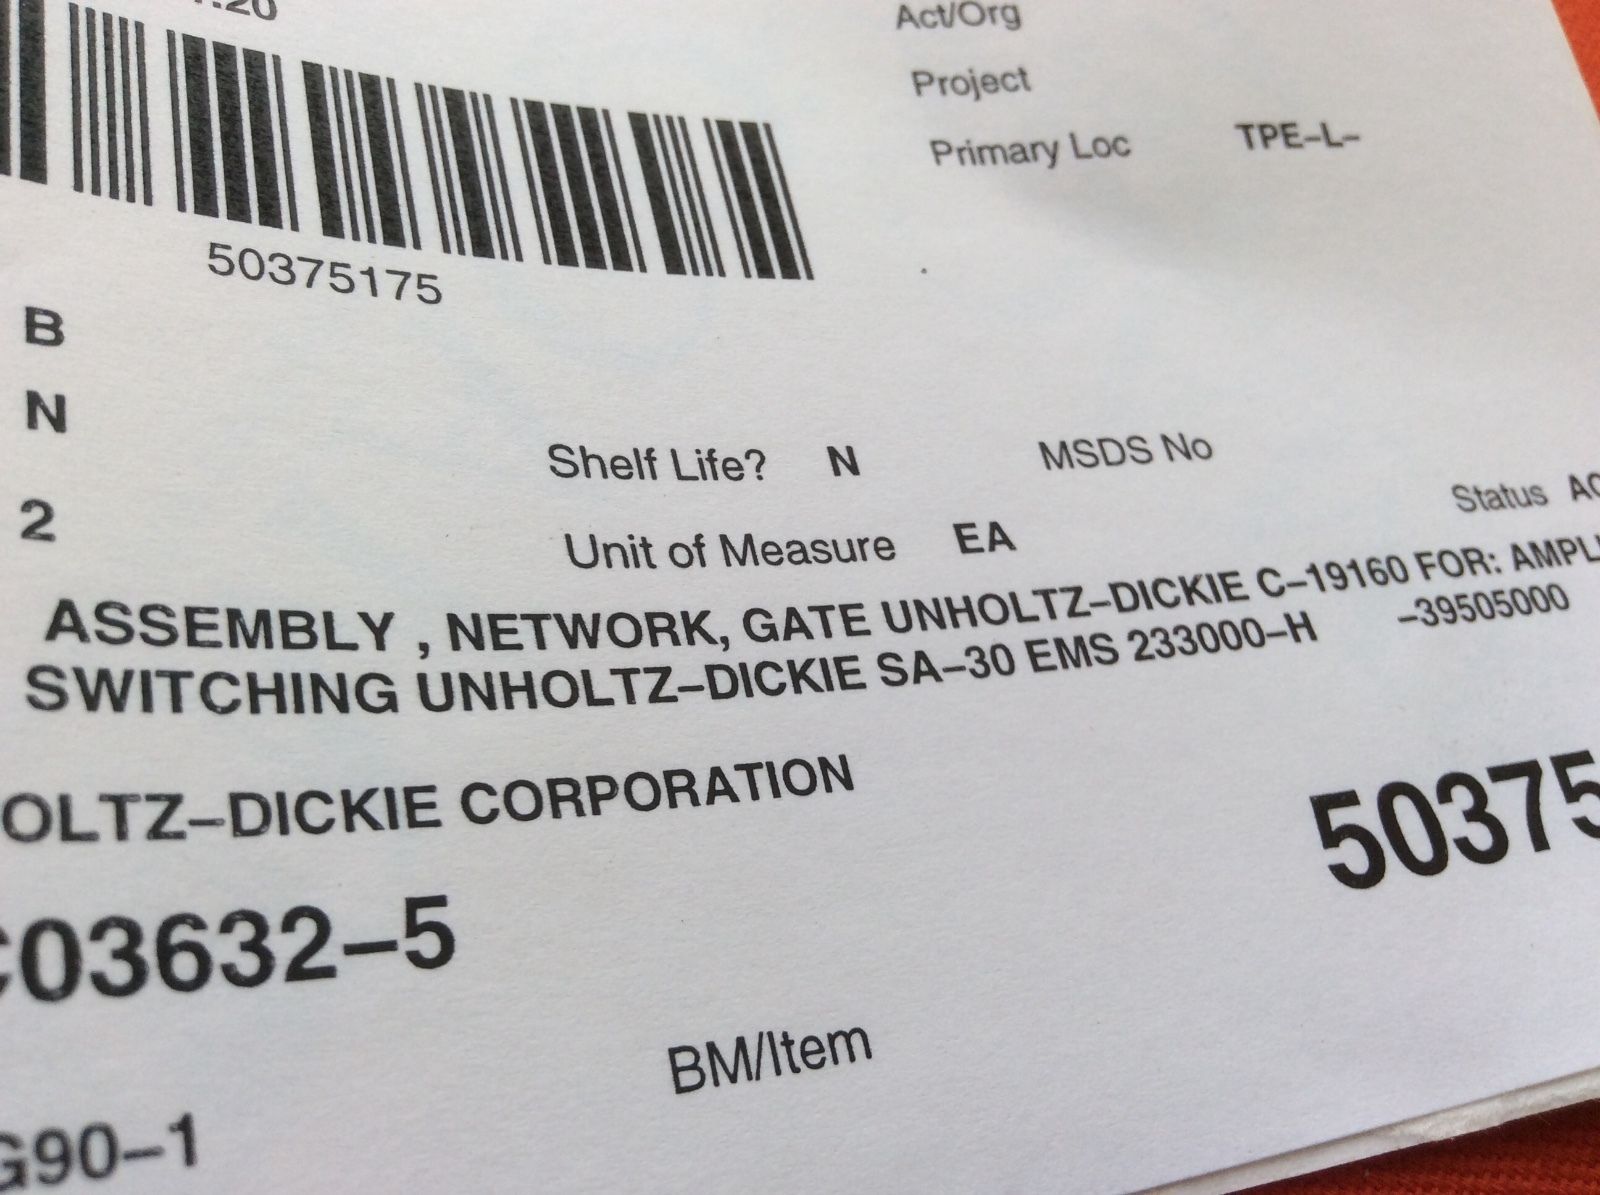 Act/Org
Project
Primary Loc TPE-L-
50375175
B
N
Shelf Life? N MSDS No
2
Unit of Measure EA Status
ASSEMBLY , NETWORK, GATE UNHOLTZ-DICKIE C-19160 FOR: AMPLI
SWITCHING UNHOLTZ-DICKIE SA-30 EMS 233000-H -39505000
OLTZ-DICKIE CORPORATION
50375
03632-5
BM/Item
G90-1